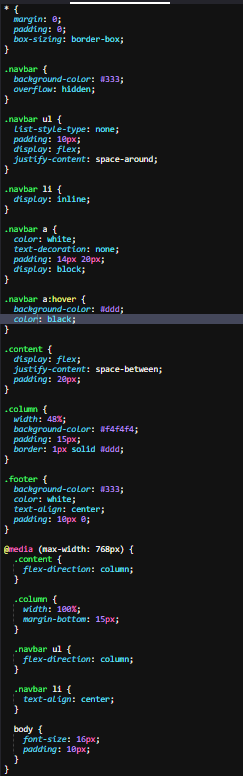 * {
margin: 0;
padding: 0;
box-sizing: border-box;
}
.navbar {
background-color: #333;
overflow: hidden;
}
.navbar ul {
list-style-type: none;
padding: 10px;
display: flex;
justify-content: space-around;
}
.navbar li {
display: inline;
}
.navbar a {
color: white;
text-decoration: none;
padding: 14px 20px;
display: block;
}
.navbar a:hover {
background-color: #ddd;
color: black;
}
.content {
display: flex;
justify-content: space-between;
padding: 20px;
}
.column {
width: 48%;
background-color: #f4f4f4;
padding: 15px;
border: 1px solid #ddd;
}
.footer {
background-color: #333;
color: white;
text-align: center;
padding: 10px 0;
}
@media (max-width: 768px) {
.content {
flex-direction: column;
}
.column {
width: 100%;
margin-bottom: 15px;
}
.navbar ul {
flex-direction: column;
}
.navbar li {
text-align: center;
}
body {
font-size: 16px;
padding: 10px;
}
}